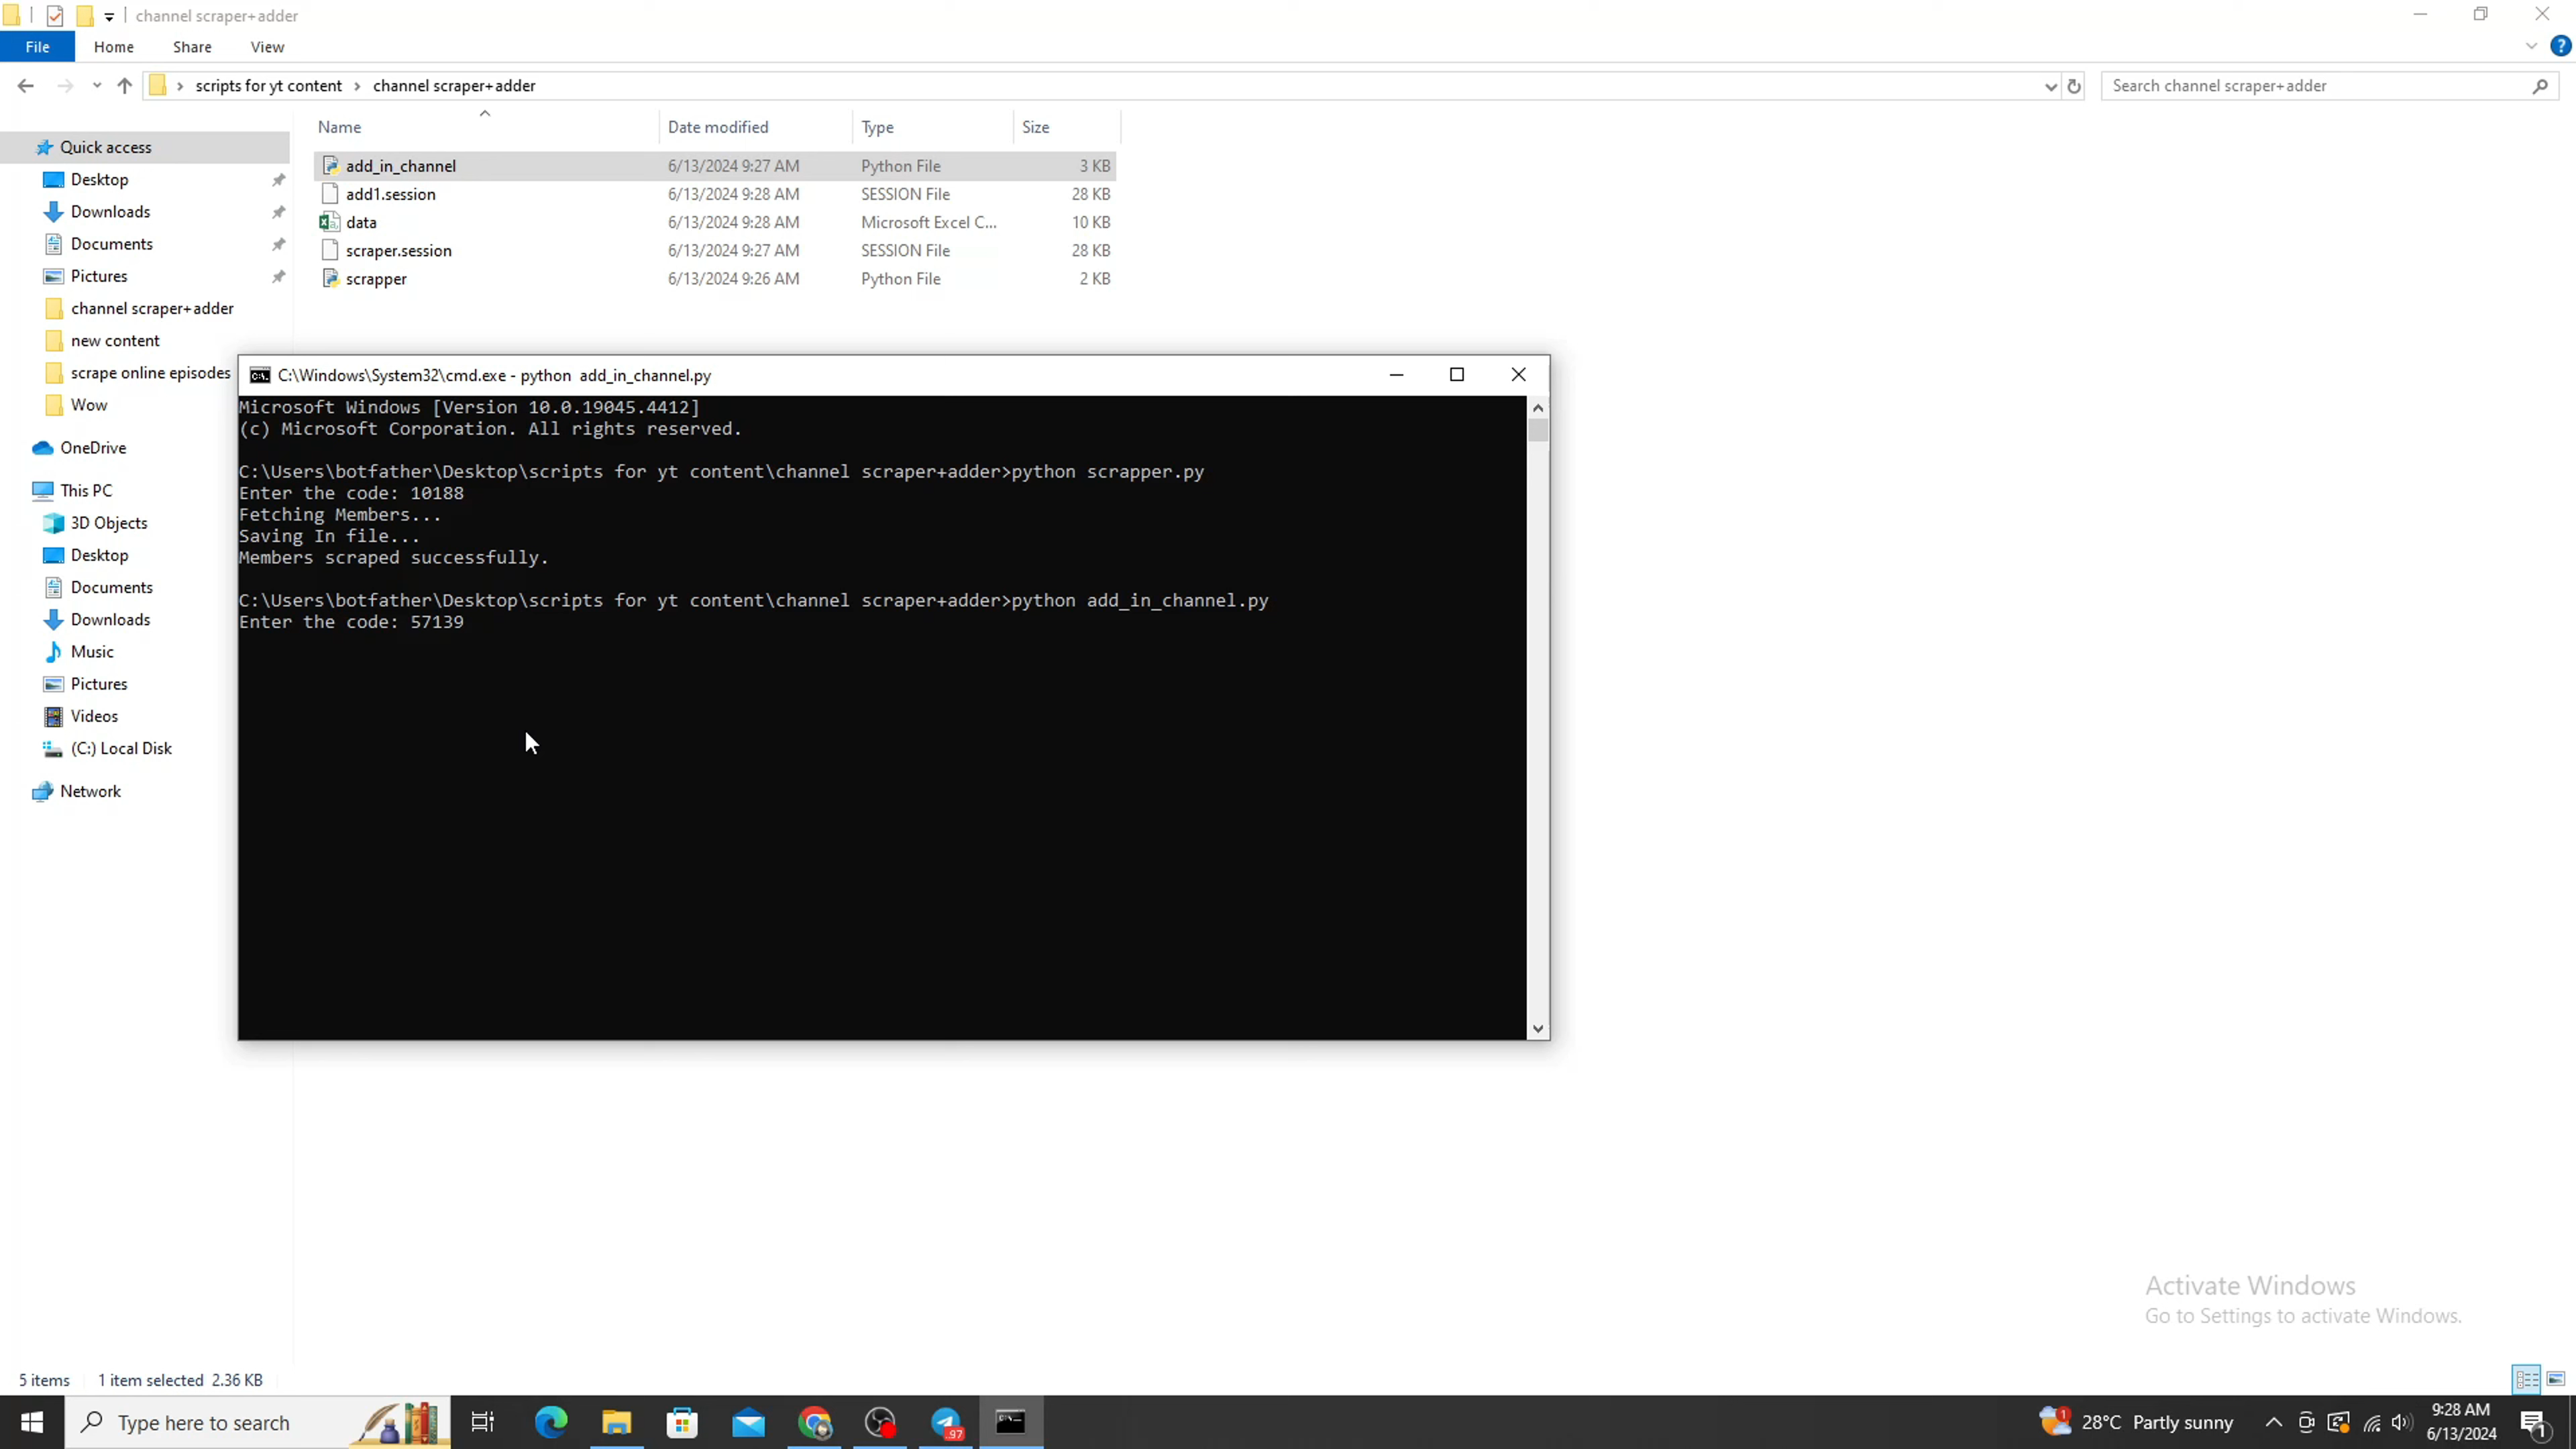 channel scraper+adder
File Home Share View
scripts for yt content channel scraper+adder
Search channel scraper+adder
Name Date modified Type Size
Quick access
Desktop
Downloads
Documents
Pictures
channel scraper+adder
new content
scrape online episodes
Wow
OneDrive
This PC
3D Objects
Desktop
Documents
Downloads
Music
Pictures
Videos
(C:) Local Disk
Network
add_in_channel 6/13/2024 9:27 AM Python File 3 KB
add1.session 6/13/2024 9:28 AM SESSION File 28 KB
data 6/13/2024 9:28 AM Microsoft Excel C... 10 KB
scraper.session 6/13/2024 9:27 AM SESSION File 28 KB
scrapper 6/13/2024 9:26 AM Python File 2 KB
C:\Windows\System32\cmd.exe - python add_in_channel.py
Microsoft Windows [Version 10.0.19045.4412]
(c) Microsoft Corporation. All rights reserved.
C:\Users\botfather\Desktop\scripts for yt content\channel scraper+adder>python scrapper.py
Enter the code: 10188
Fetching Members...
Saving In file...
Members scraped successfully.
C:\Users\botfather\Desktop\scripts for yt content\channel scraper+adder>python add_in_channel.py
Enter the code: 57139
Activate Windows
Go to Settings to activate Windows.
5 items 1 item selected 2.36 KB
Type here to search
97
1
28°C Partly sunny
9:28 AM
6/13/2024
1